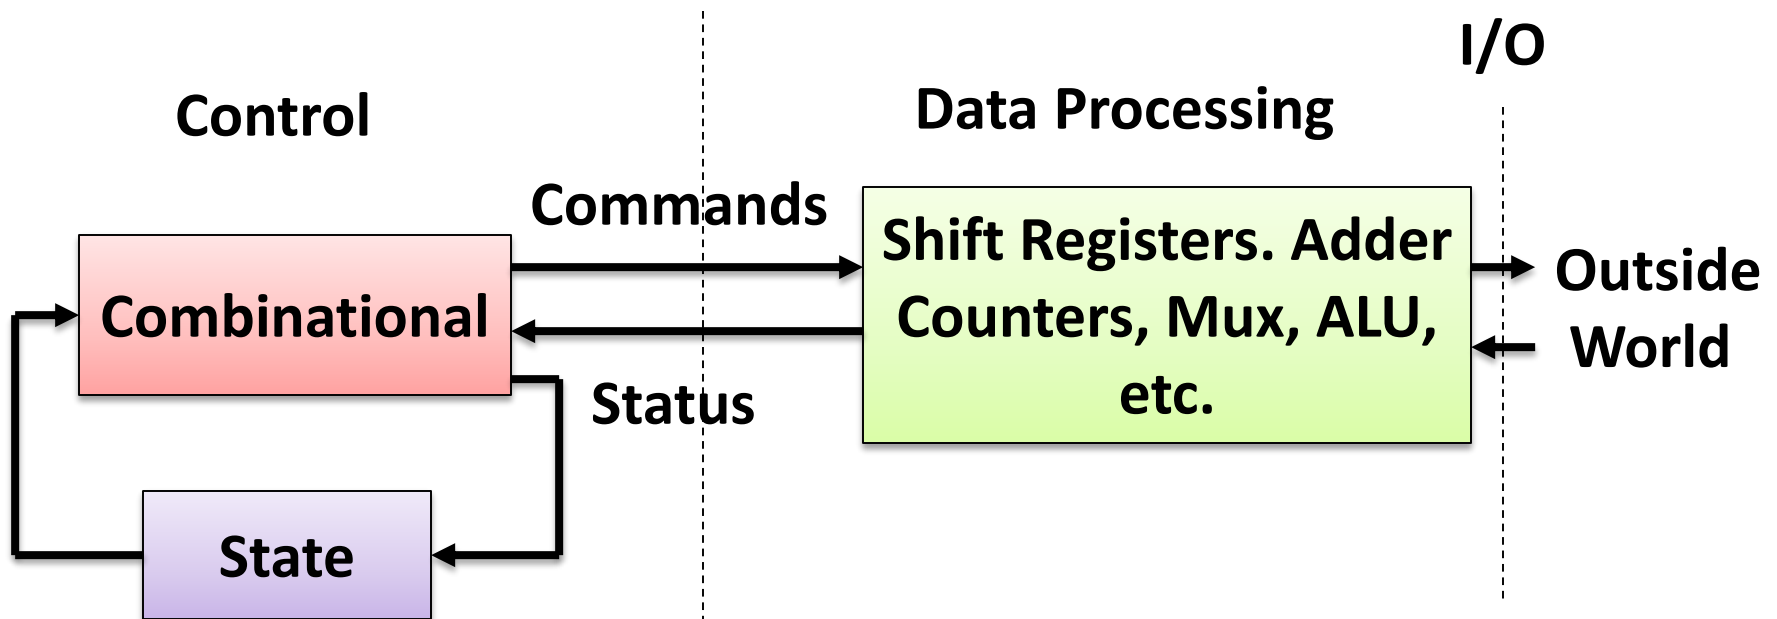 I/O
Control
Data Processing
Commands
Shift Registers. Adder
Counters, Mux, ALU,
etc.
Combinational
Outside
World
Status
State